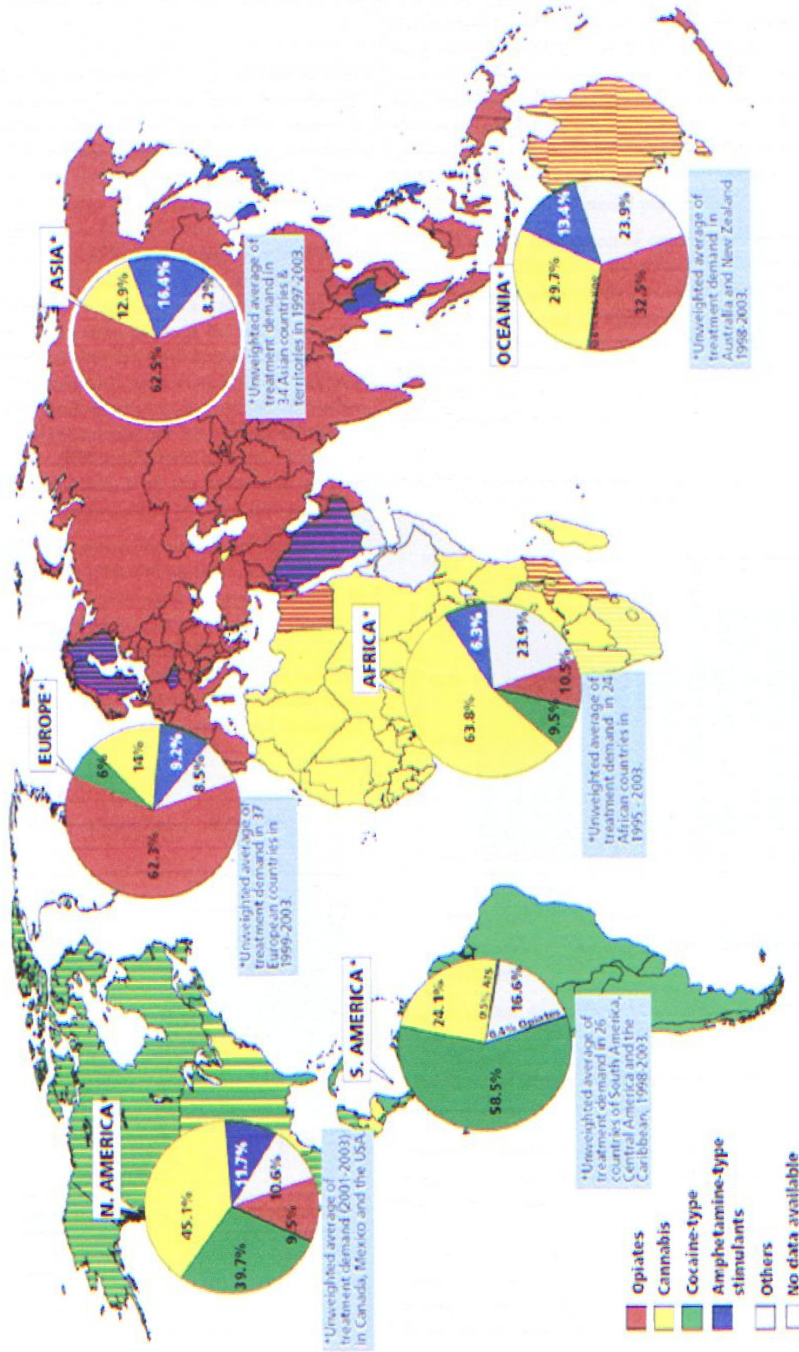 N. AMERICA*
45.1%
11.7%
10.6%
9.5%
39.7%
*Unweighted average of
treatment demand (2001-2003)
in Canada, Mexico and the USA.
EUROPE*
6%
14%
9.2%
8.5%
62.3%
*Unweighted average of
treatment demand in 37
European countries in
1999-2003.
ASIA*
12.9%
16.4%
8.2%
62.5%
*Unweighted average of
treatment demand in
34 Asian countries &
territories in 1997-2003.
S. AMERICA*
24.1%
16.6%
0.4% Opiates
58.5%
*Unweighted average of
treatment demand in 26
countries of South America,
Central America and the
Caribbean, 1998-2003.
AFRICA*
63.8%
6.3%
23.9%
10.5%
9.5%
*Unweighted average of
treatment demand in 24
African countries in
1995 - 2003.
OCEANIA*
29.7%
13.4%
23.9%
32.5%
*Unweighted average of
treatment demand in
Australia and New Zealand
1998-2003.
Opiates
Cannabis
Cocaine-type
Amphetamine-type
stimulants
Others
No data available